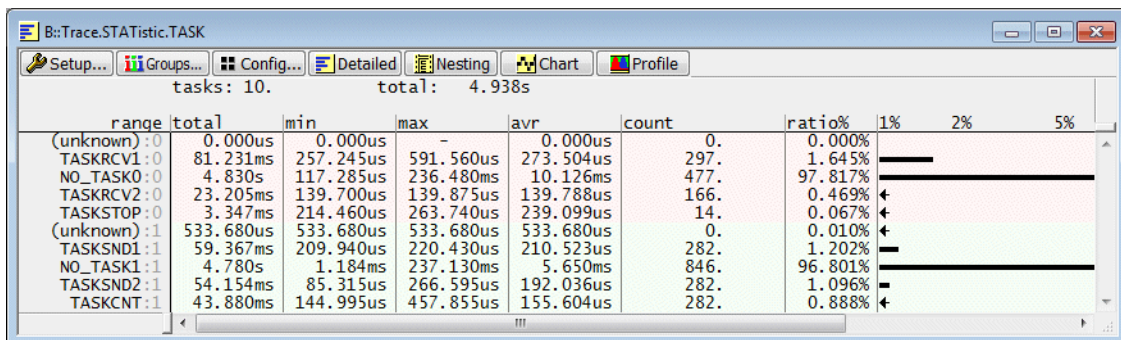 B::Trace.STATistic.TASK
Setup... Groups... Config... Detailed Nesting Chart Profile
tasks: 10. total: 4.938s
range total min max avr count ratio% 1% 2% 5%
(unknown):0 0.000us 0.000us - 0.000us 0. 0.000%
TASKRCV1:0 81.231ms 257.245us 591.560us 273.504us 297. 1.645%
NO_TASK0:0 4.830s 117.285us 236.480ms 10.126ms 477. 97.817%
TASKRCV2:0 23.205ms 139.700us 139.875us 139.788us 166. 0.469%
TASKSTOP:0 3.347ms 214.460us 263.740us 239.099us 14. 0.067%
(unknown):1 533.680us 533.680us 533.680us 533.680us 0. 0.010%
TASKSND1:1 59.367ms 209.940us 220.430us 210.523us 282. 1.202%
NO_TASK1:1 4.780s 1.184ms 237.130ms 5.650ms 846. 96.801%
TASKSND2:1 54.154ms 85.315us 266.595us 192.036us 282. 1.096%
TASKCNT:1 43.880ms 144.995us 457.855us 155.604us 282. 0.888%